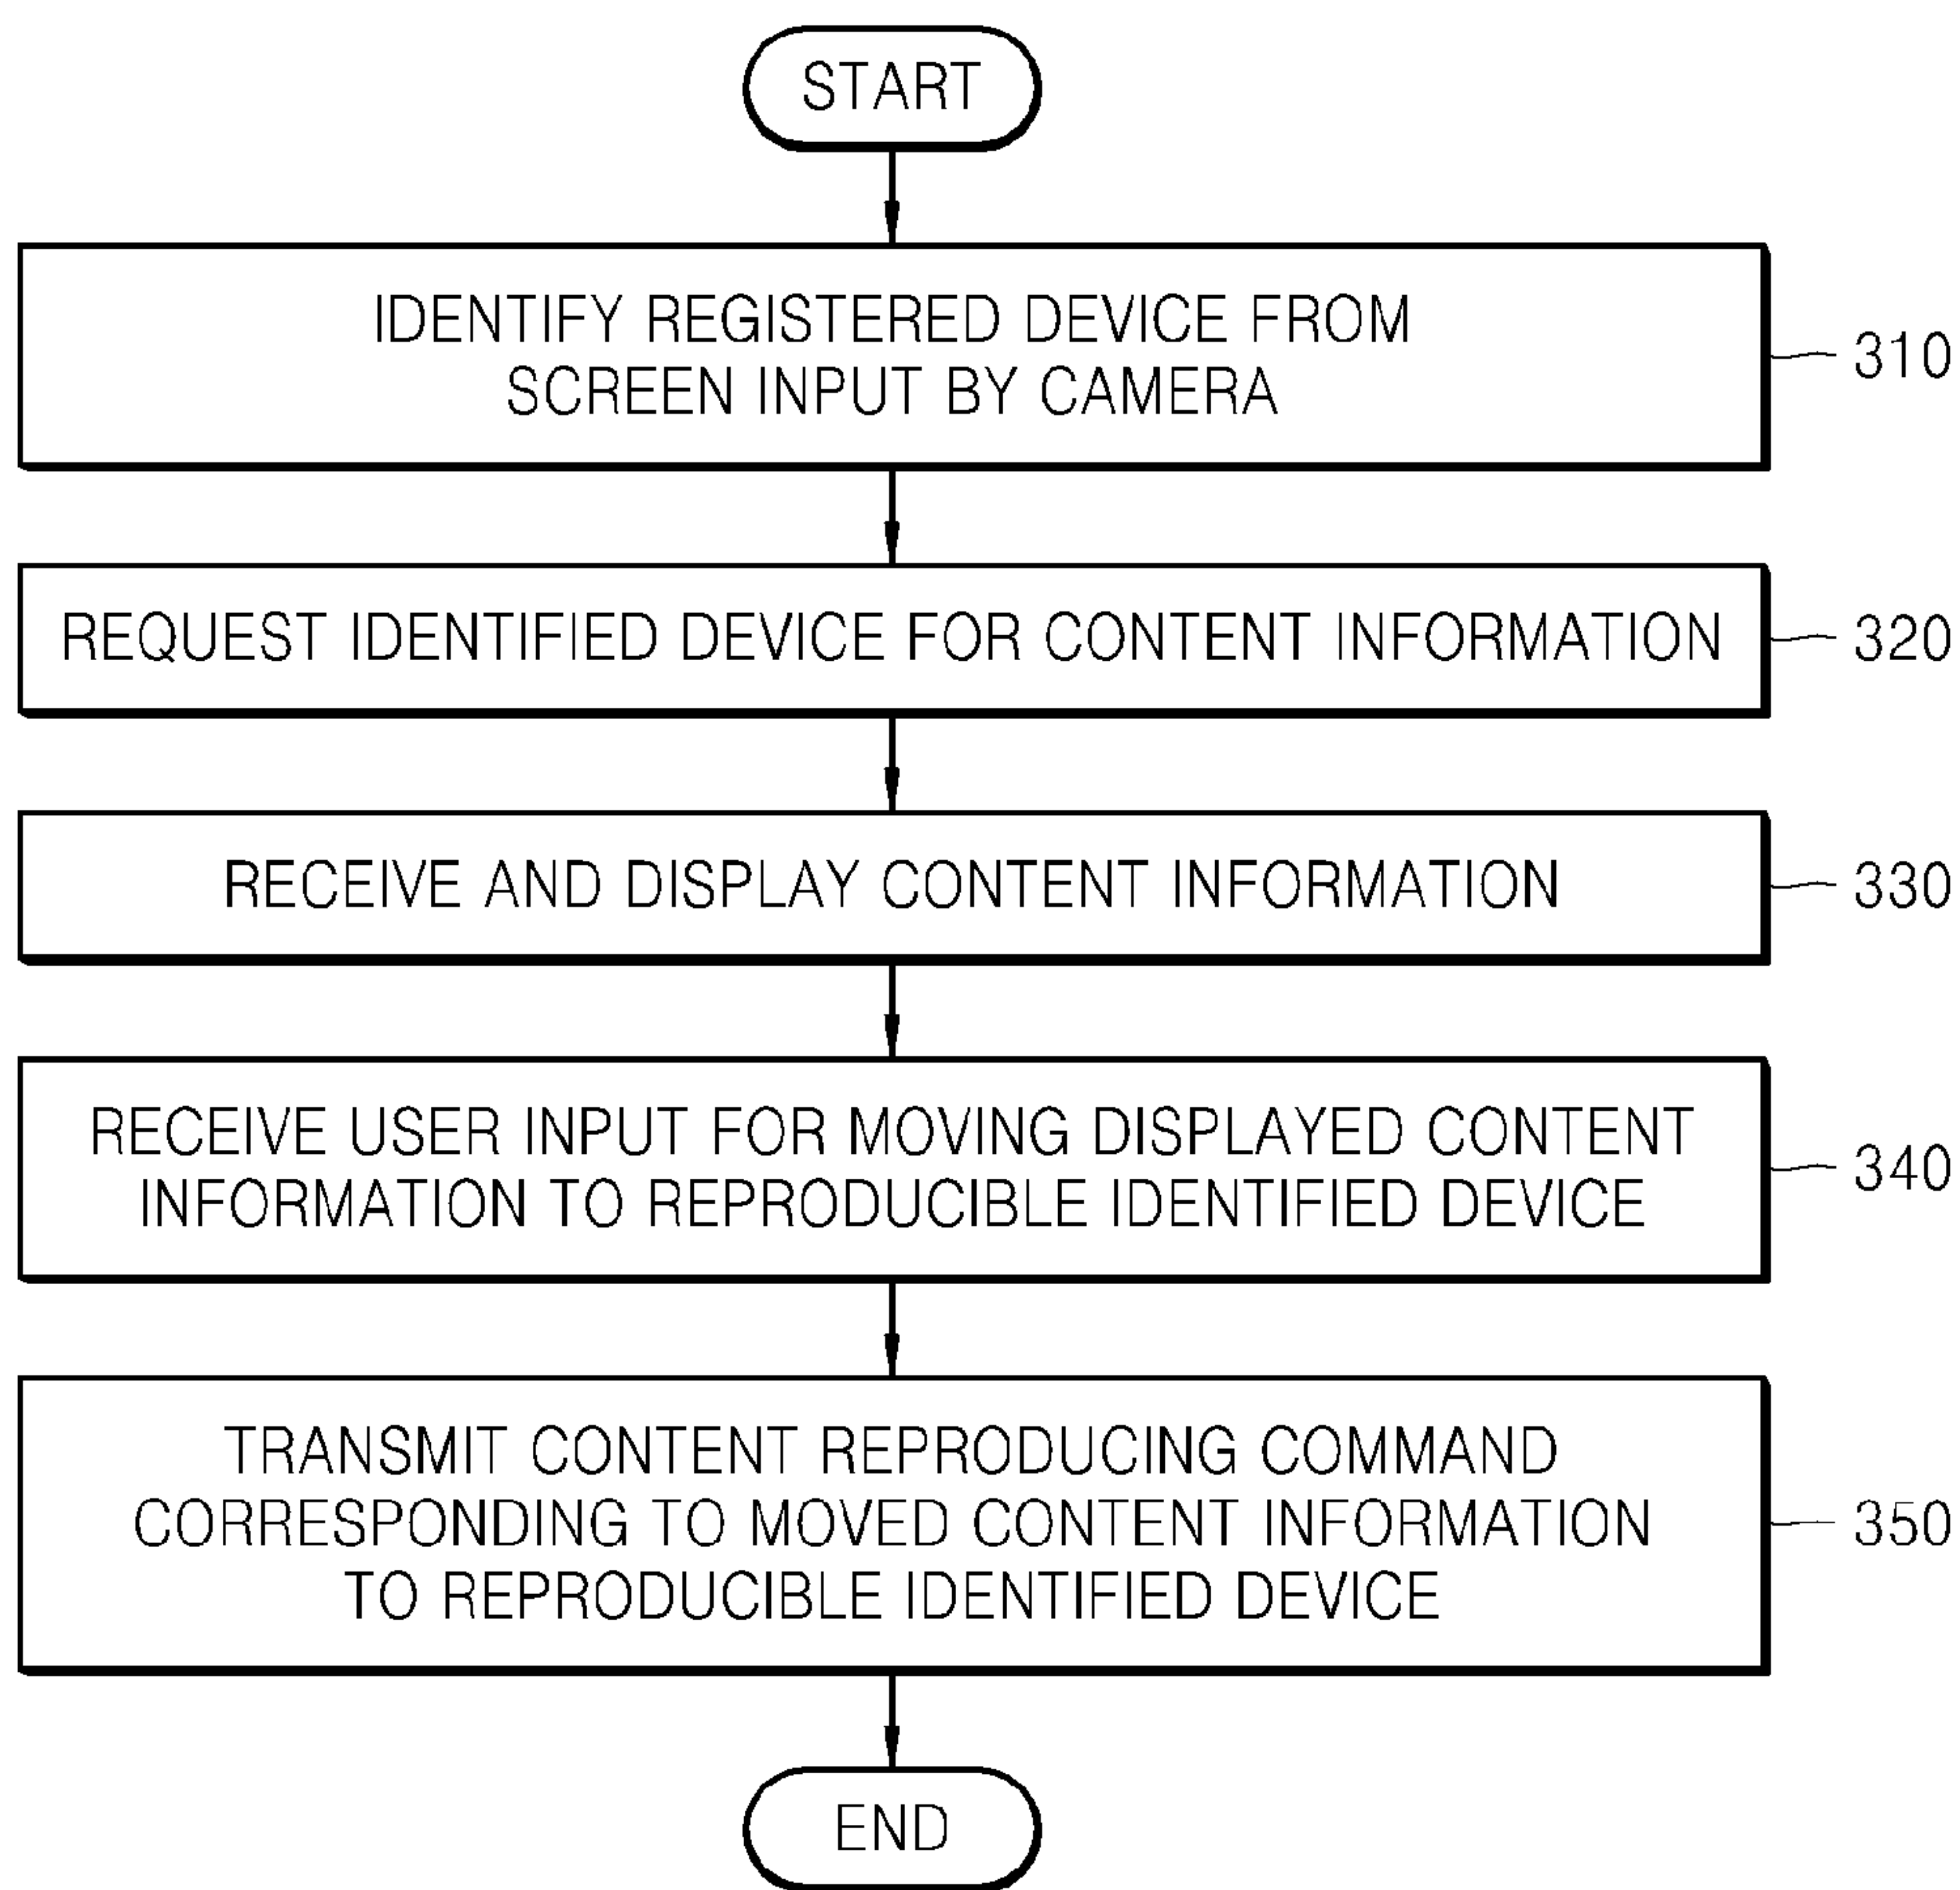 START
IDENTIFY REGISTERED DEVICE FROM
SCREEN INPUT BY CAMERA
310
REQUEST IDENTIFIED DEVICE FOR CONTENT INFORMATION
320
RECEIVE AND DISPLAY CONTENT INFORMATION
330
RECEIVE USER INPUT FOR MOVING DISPLAYED CONTENT
INFORMATION TO REPRODUCIBLE IDENTIFIED DEVICE
340
TRANSMIT CONTENT REPRODUCING COMMAND
CORRESPONDING TO MOVED CONTENT INFORMATION
TO REPRODUCIBLE IDENTIFIED DEVICE
350
END